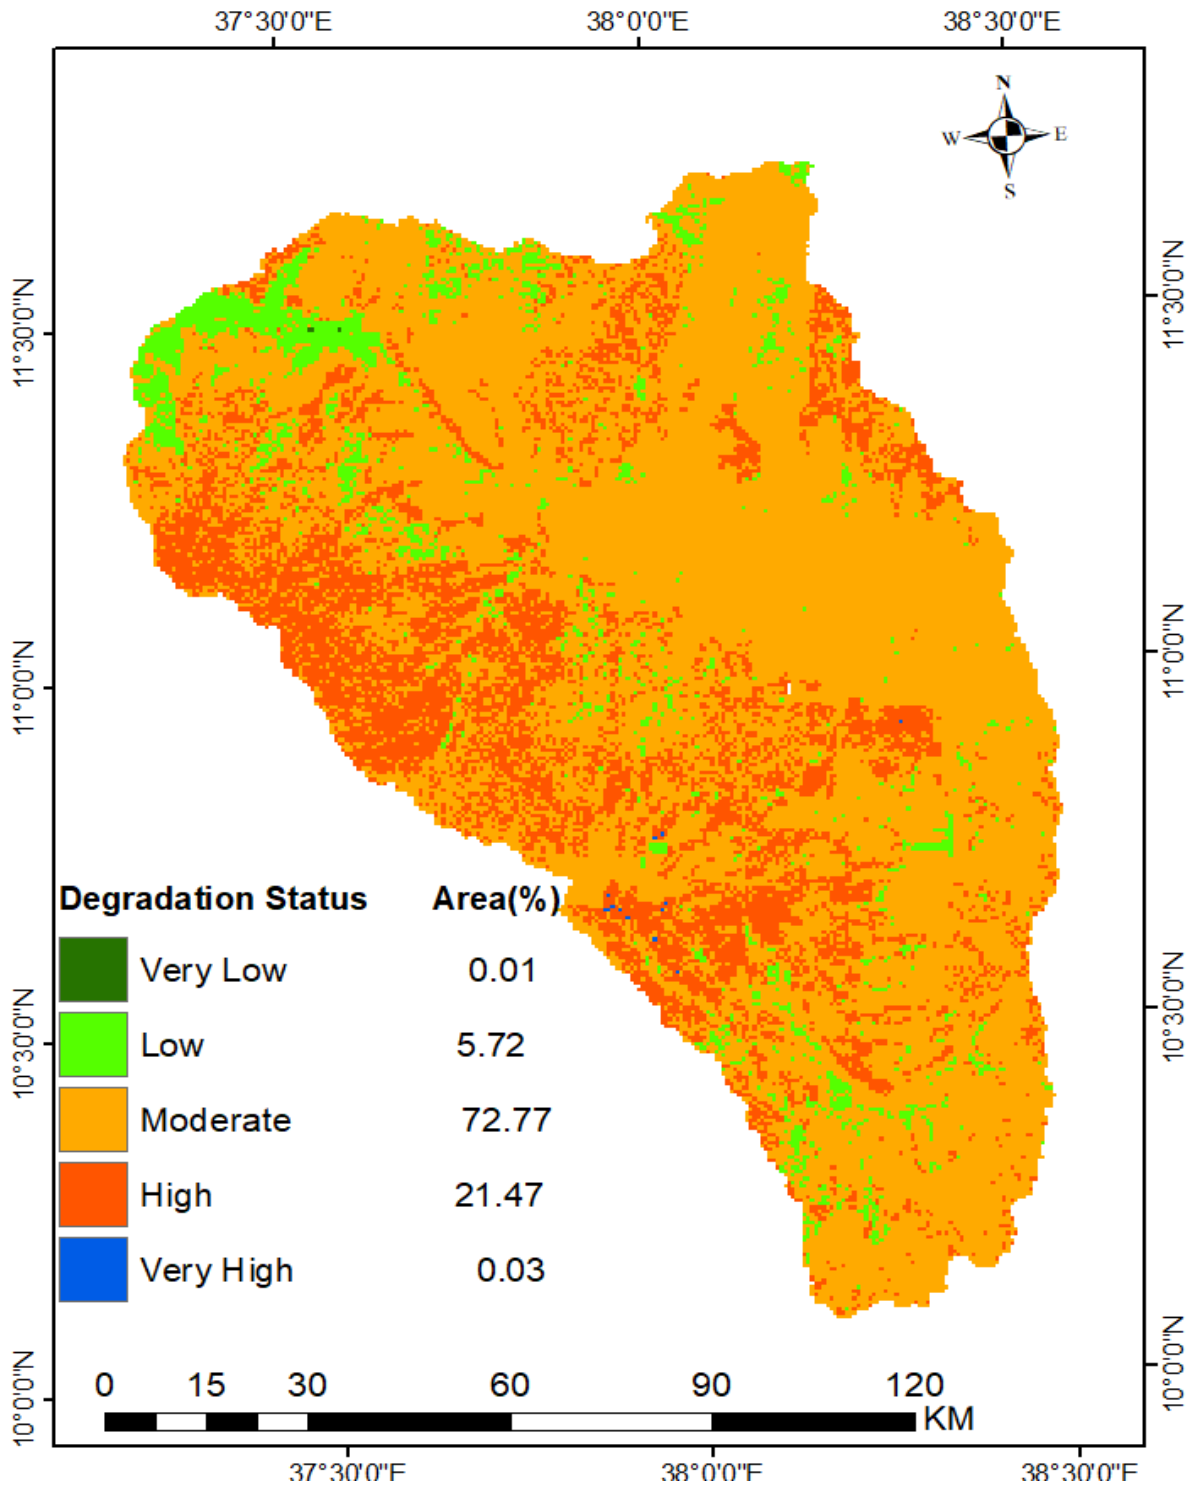 37°30'0"E 38°0'0"E 38°30'0"E
N
W E
S
11°30'0"N 11°30'0"N
11°0'0"N 11°0'0"N
Degradation Status Area(%)
Very Low 0.01
Low 5.72
Moderate 72.77
High 21.47
Very High 0.03
10°30'0"N 10°30'0"N
10°0'0"N 10°0'0"N
0 15 30 60 90 120
KM
37°30'0"E 38°0'0"E 38°30'0"E